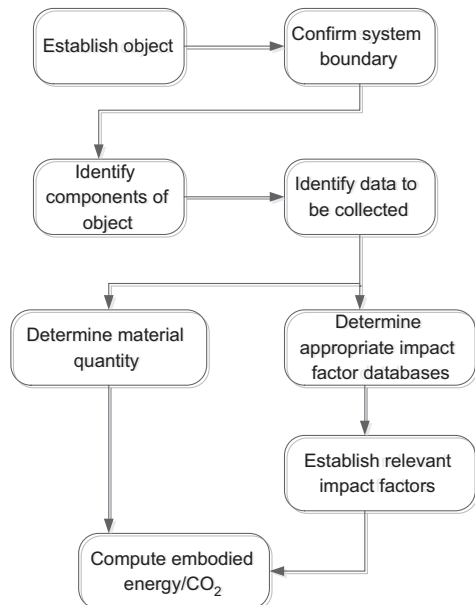 Establish object
Confirm system
boundary
Identify
components of
object
Identify data to
be collected
Determine material
quantity
Determine
appropriate impact
factor databases
Establish relevant
impact factors
Compute embodied
energy/CO₂